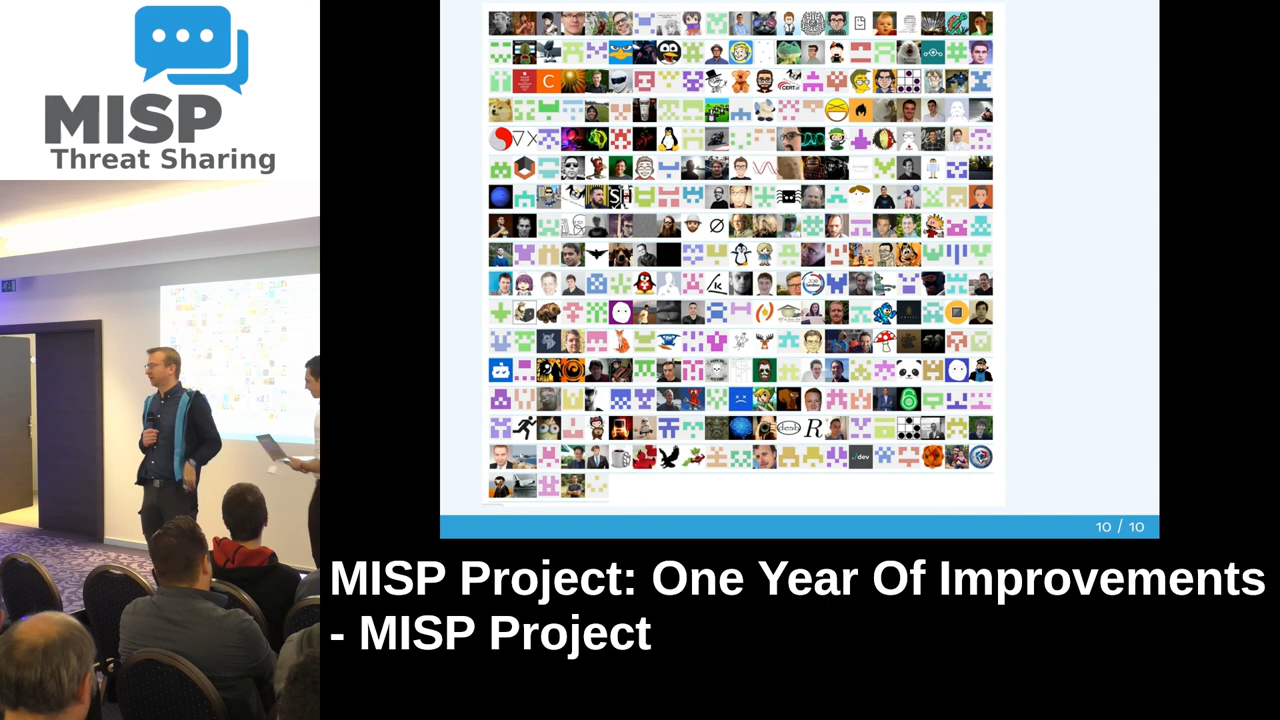 MISP
Threat Sharing
10 / 10
MISP Project: One Year Of Improvements
- MISP Project